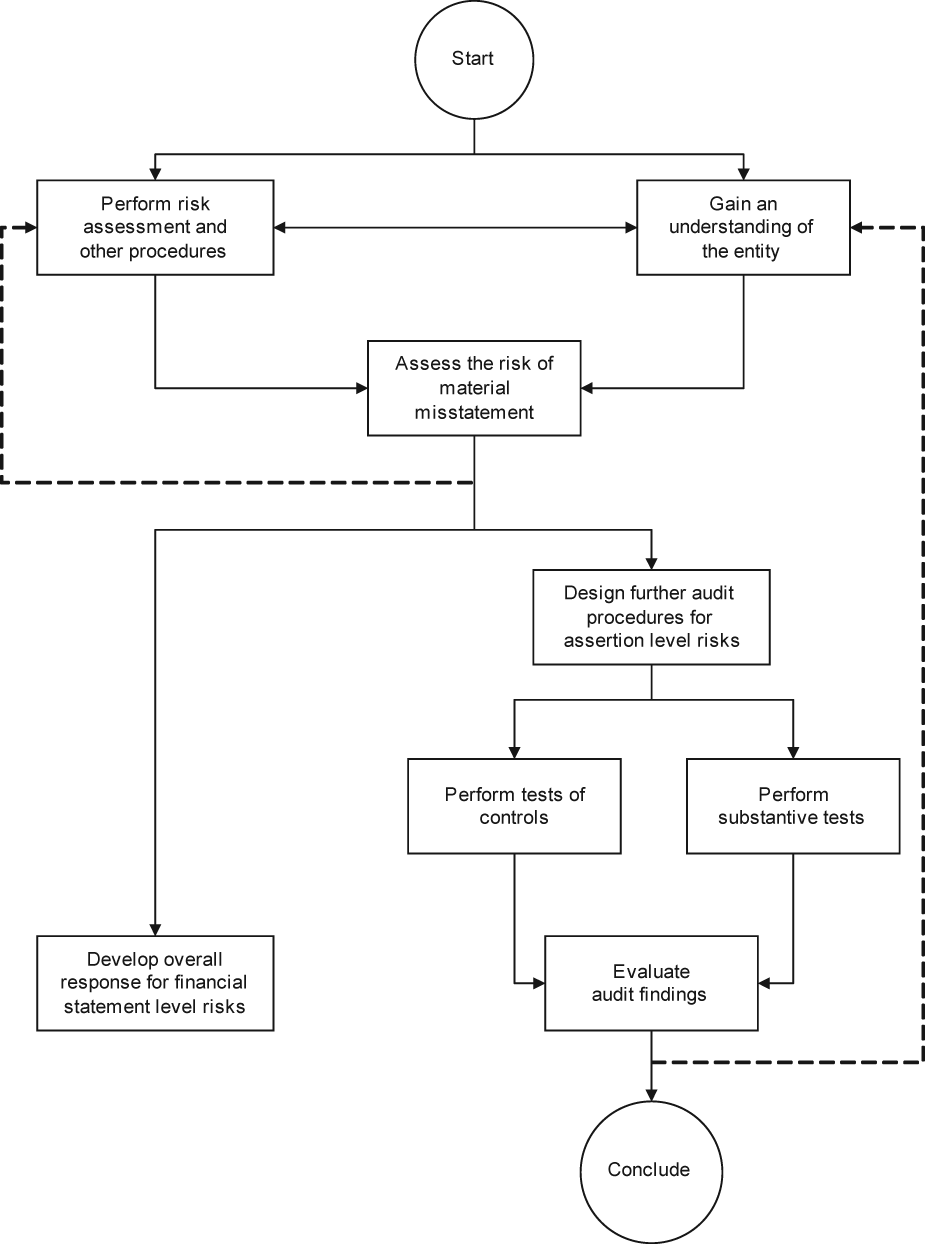 Start
Perform risk
assessment and
other procedures
Gain an
understanding of
the entity
Assess the risk of
material
misstatement
Design further audit
procedures for
assertion level risks
Perform tests of
controls
Perform
substantive tests
Develop overall
response for financial
statement level risks
Evaluate
audit findings
Conclude